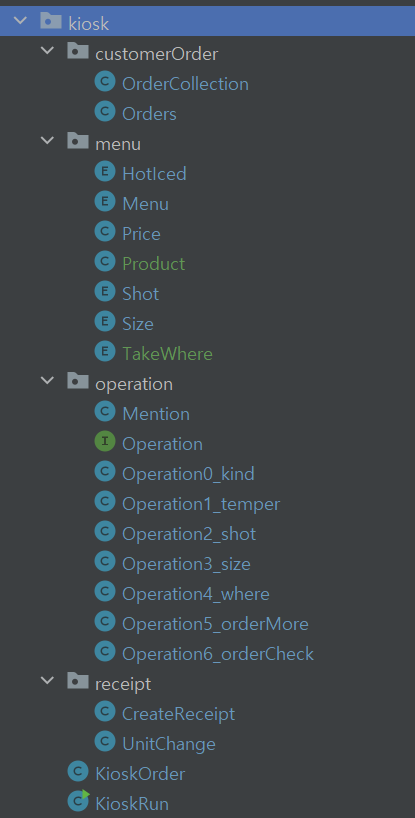 kiosk
customerOrder
C OrderCollection
C Orders
menu
E HotIced
E Menu
C Price
C Product
E Shot
E Size
E TakeWhere
operation
C Mention
I Operation
C Operation0_kind
C Operation1_temper
C Operation2_shot
C Operation3_size
C Operation4_where
C Operation5_orderMore
C Operation6_orderCheck
receipt
C CreateReceipt
C UnitChange
C KioskOrder
C KioskRun